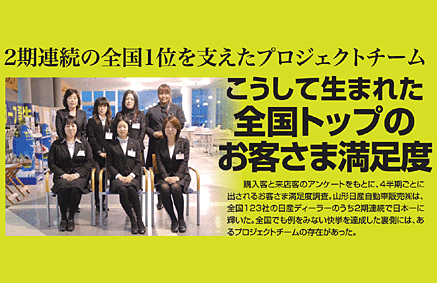 2期連続の全国1位を支えたプロジェクトチーム
こうして生まれた
全国トップの
お客さま満足度
購入客と来店客のアンケートをもとに、4半期ごとに
出されるお客さま満足度調査。山形日産自動車販売㈱は、
全国123社の日産ディーラーのうち2期連続で日本一に
輝いた。全国でも例をみない快挙を達成した裏側には、あ
るプロジェクトチームの存在があった。